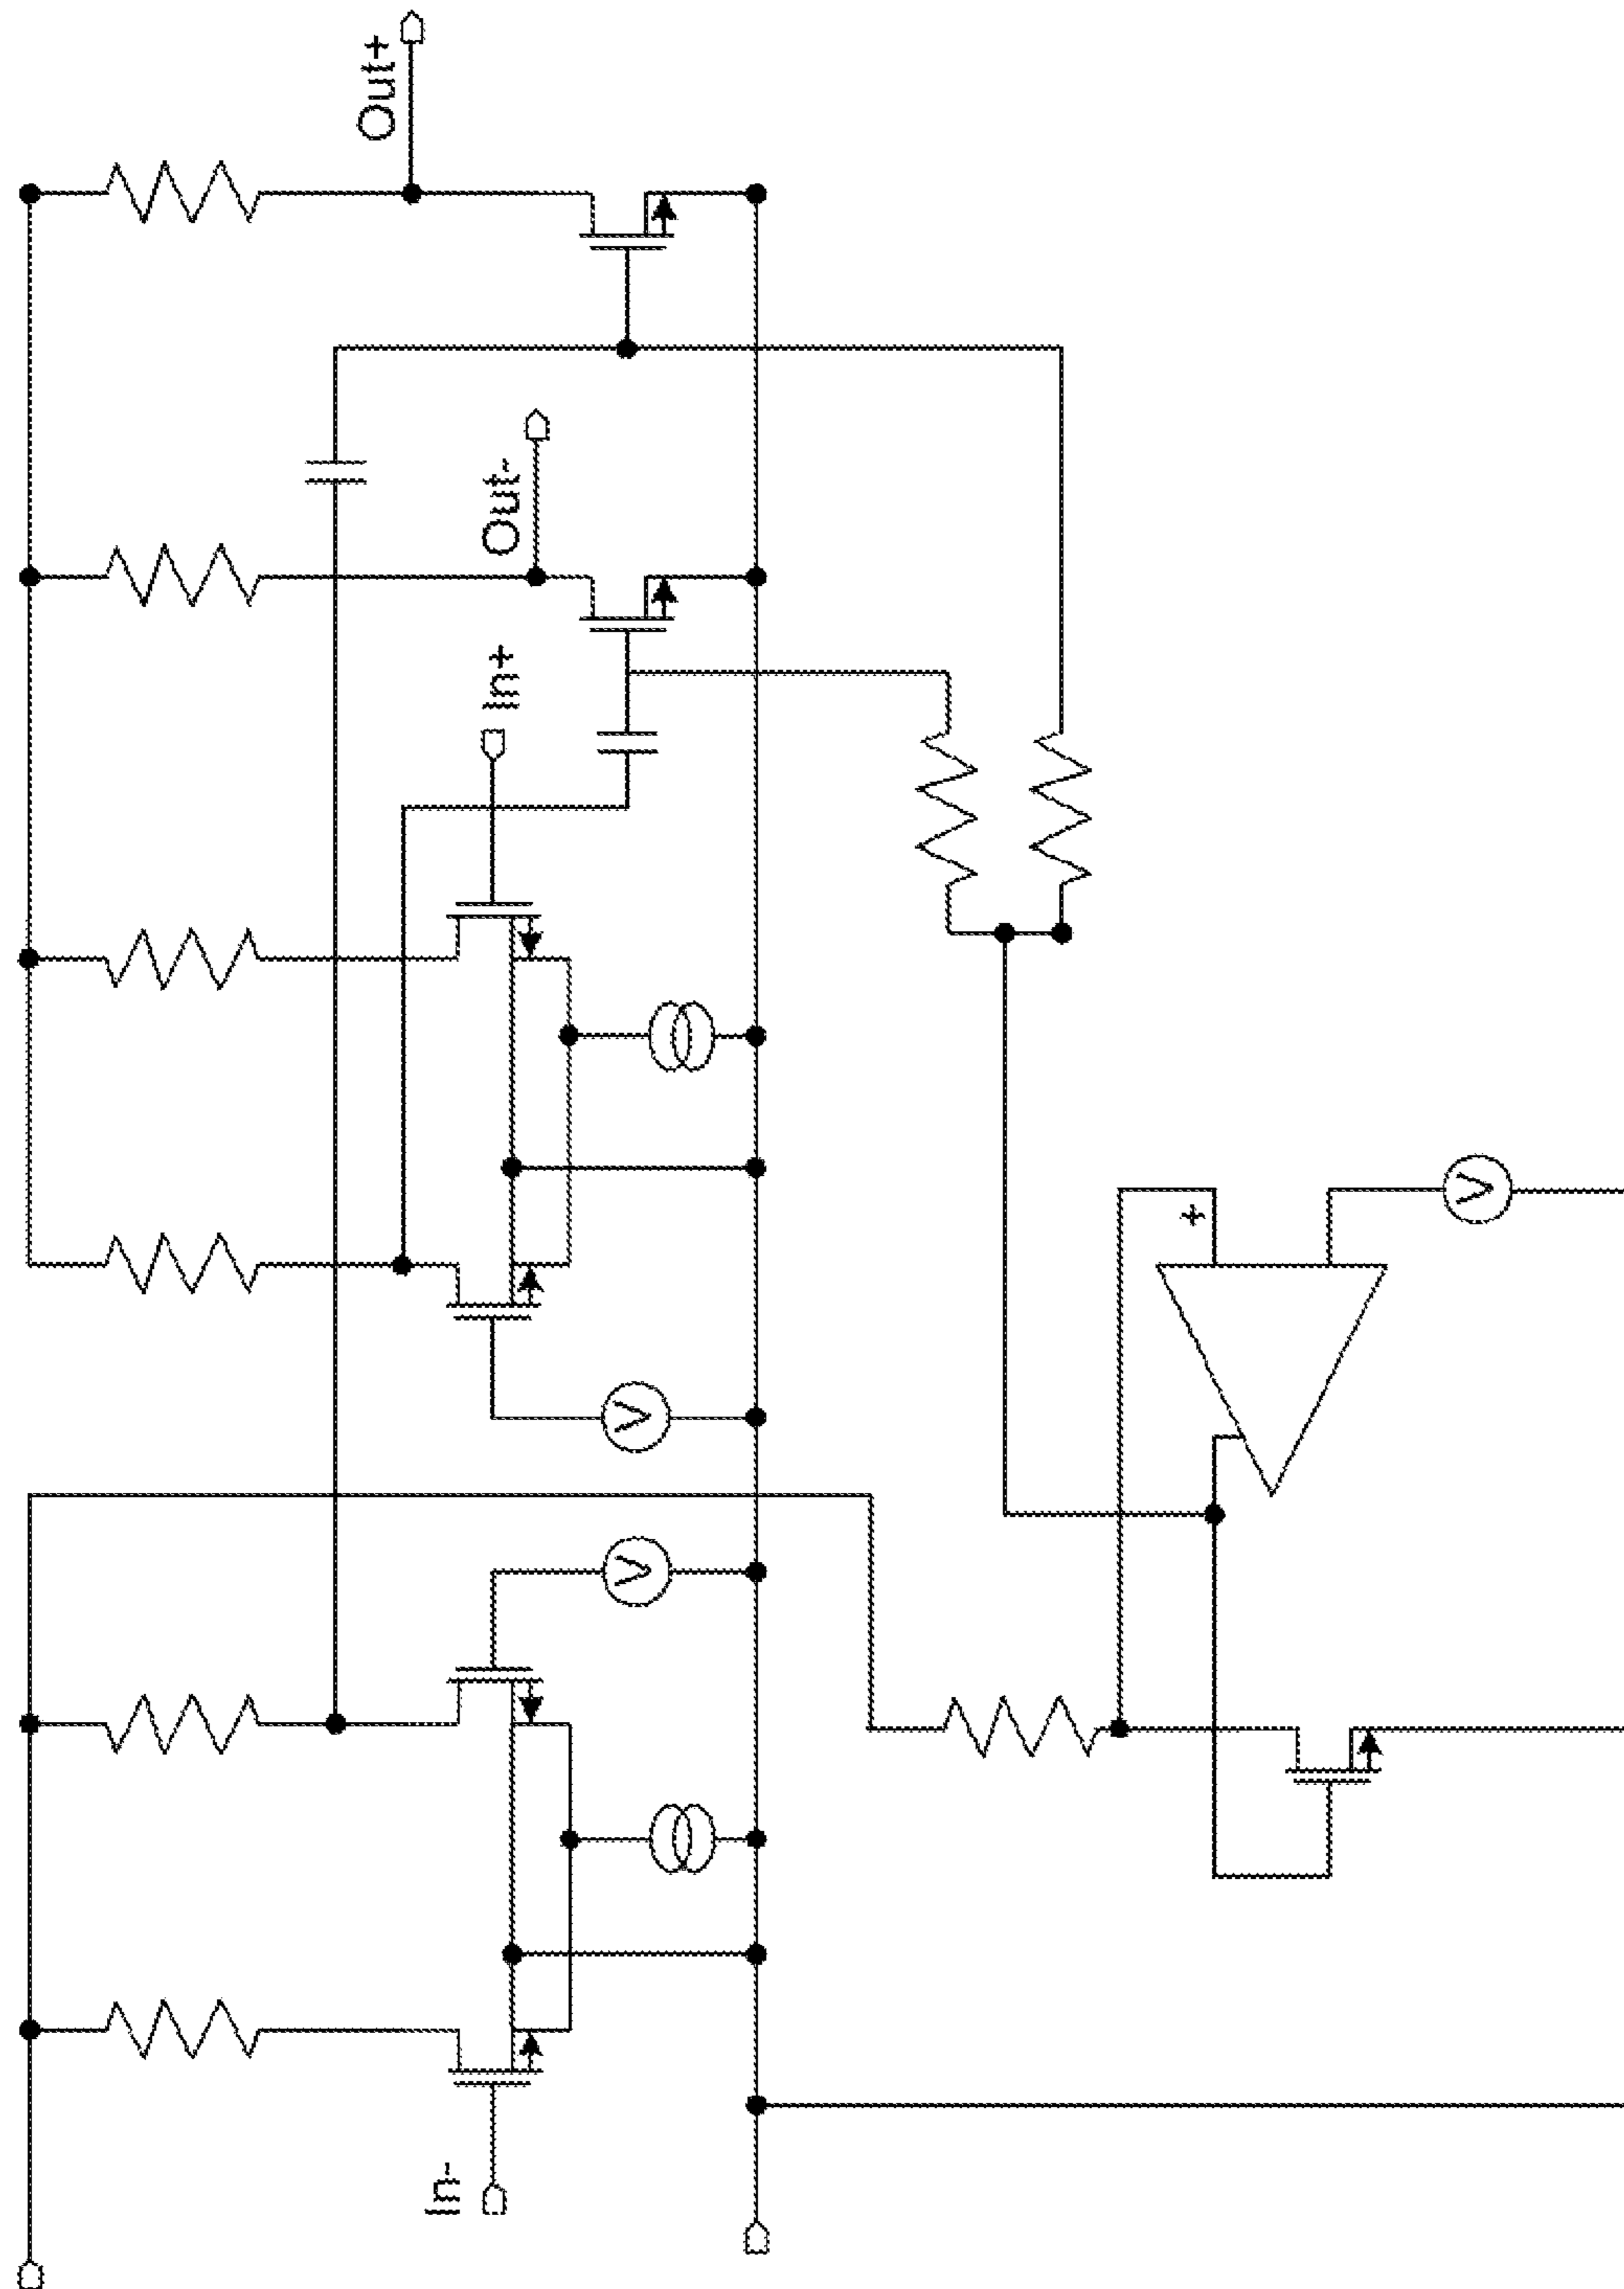 Out+
Out-
In+
In-
+
V
V
V